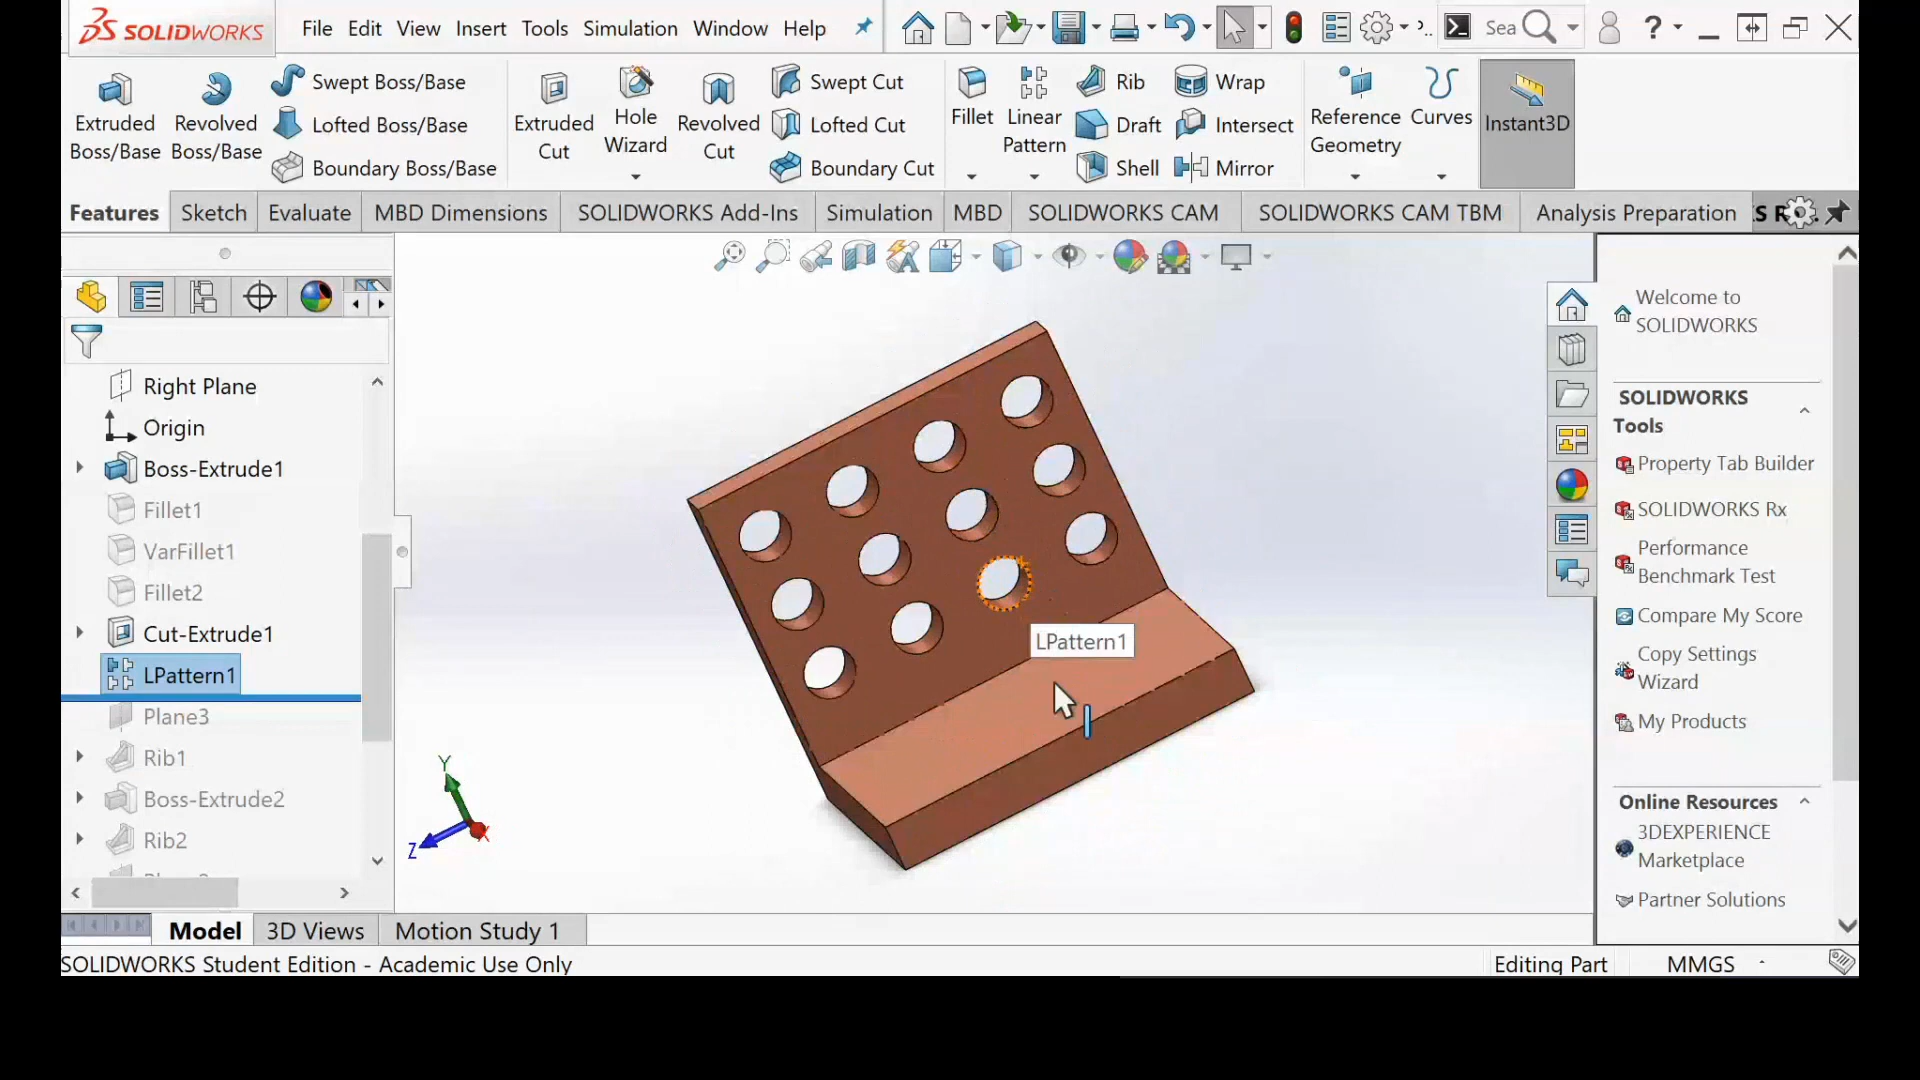 SOLIDWORKS File Edit View Insert Tools Simulation Window Help Sea ?
Extruded Boss/Base
Revolved Boss/Base
Swept Boss/Base
Lofted Boss/Base
Boundary Boss/Base
Extruded Cut
Hole Wizard
Revolved Cut
Swept Cut
Lofted Cut
Boundary Cut
Fillet
Linear Pattern
Rib
Draft
Shell
Wrap
Intersect
Mirror
Reference Geometry
Curves
Instant3D
Features Sketch Evaluate MBD Dimensions SOLIDWORKS Add-Ins Simulation MBD SOLIDWORKS CAM SOLIDWORKS CAM TBM Analysis Preparation
Right Plane
Origin
Boss-Extrude1
Fillet1
VarFillet1
Fillet2
Cut-Extrude1
LPattern1
Plane3
Rib1
Boss-Extrude2
Rib2
LPattern1
Y
Z
X
Welcome to
SOLIDWORKS
SOLIDWORKS
Tools
Property Tab Builder
SOLIDWORKS Rx
Performance
Benchmark Test
Compare My Score
Copy Settings
Wizard
My Products
Online Resources
3DEXPERIENCE
Marketplace
Partner Solutions
Model 3D Views Motion Study 1
SOLIDWORKS Student Edition - Academic Use Only Editing Part MMGS